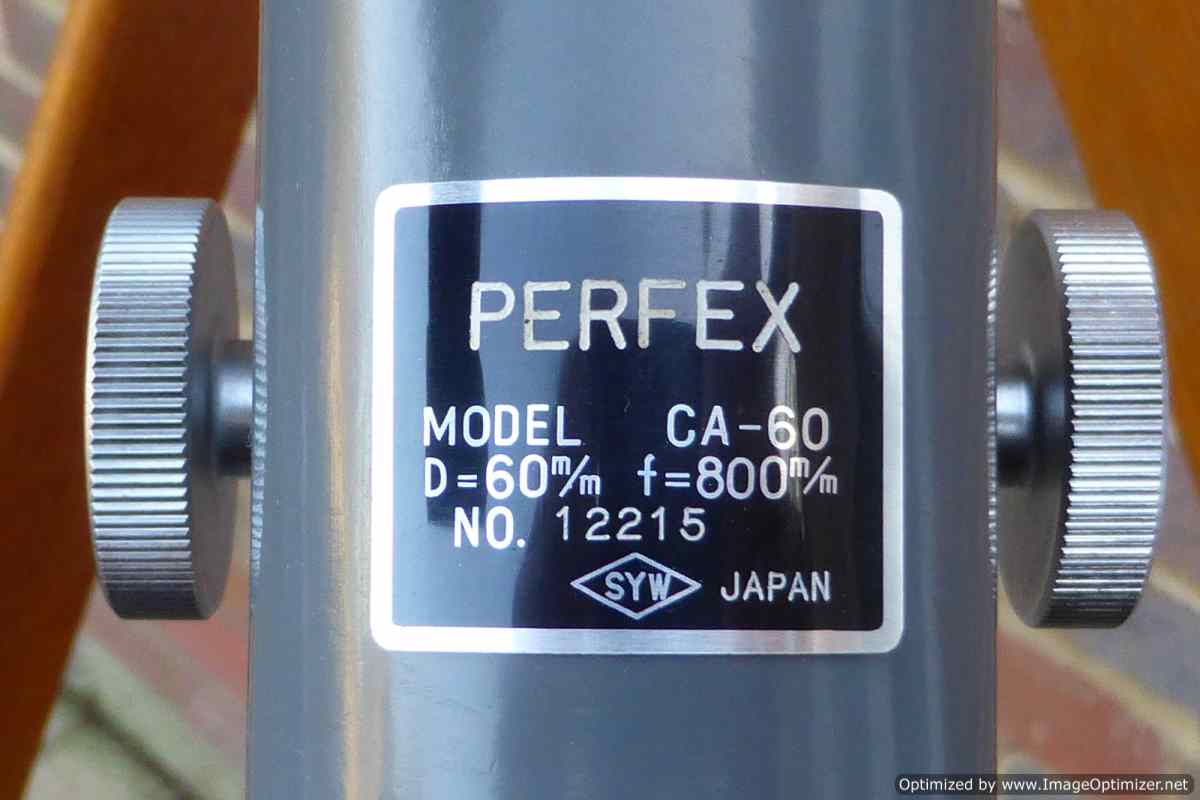 PERFEX
MODEL CA-60
D=60m/m f=800m/m
NO. 12215
SYW JAPAN
Optimized by www.ImageOptimizer.net